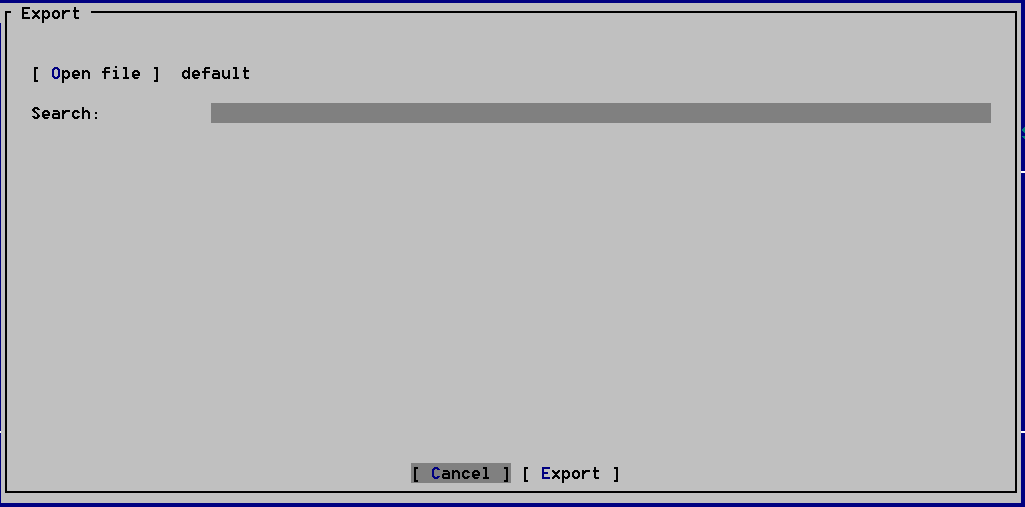 Export
[ Open file ] default
Search:
[ Cancel ] [ Export ]